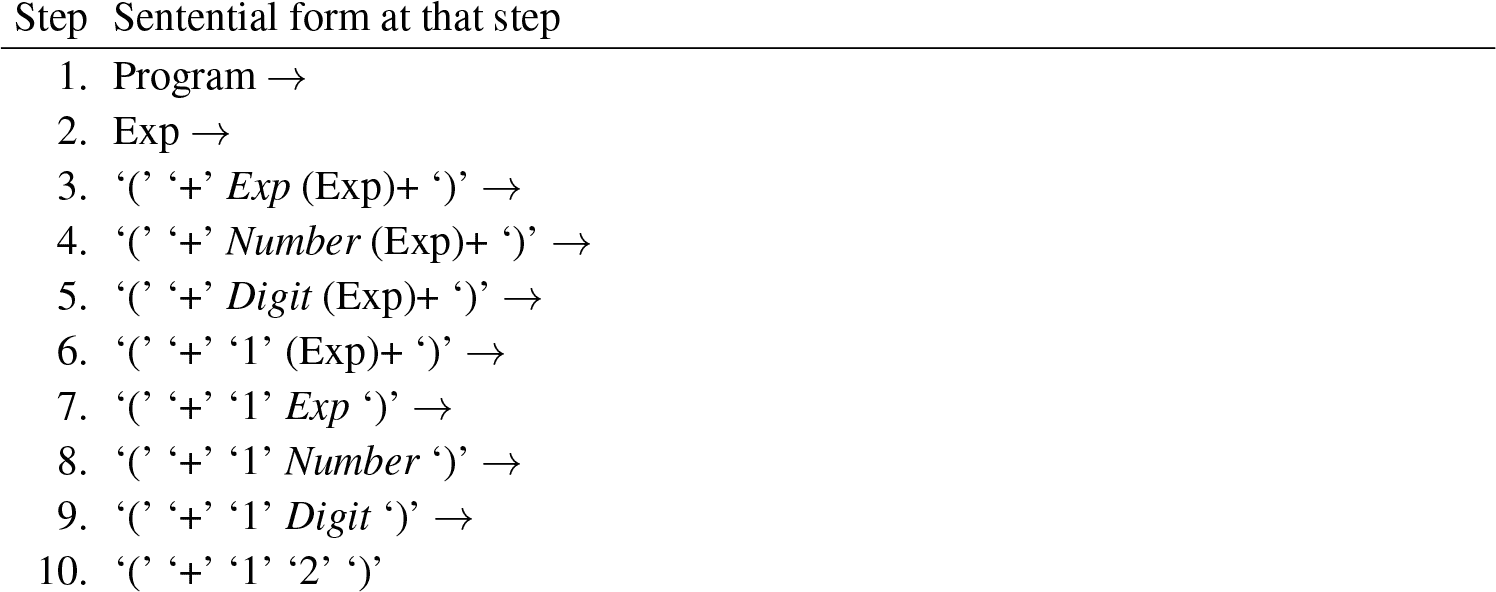 Step Sentential form at that step
1. Program →
2. Exp →
3. ‘(’ ‘+’ Exp (Exp)+ ‘)’ →
4. ‘(’ ‘+’ Number (Exp)+ ‘)’ →
5. ‘(’ ‘+’ Digit (Exp)+ ‘)’ →
6. ‘(’ ‘+’ ‘1’ (Exp)+ ‘)’ →
7. ‘(’ ‘+’ ‘1’ Exp ‘)’ →
8. ‘(’ ‘+’ ‘1’ Number ‘)’ →
9. ‘(’ ‘+’ ‘1’ Digit ‘)’ →
10. ‘(’ ‘+’ ‘1’ ‘2’ ‘)’